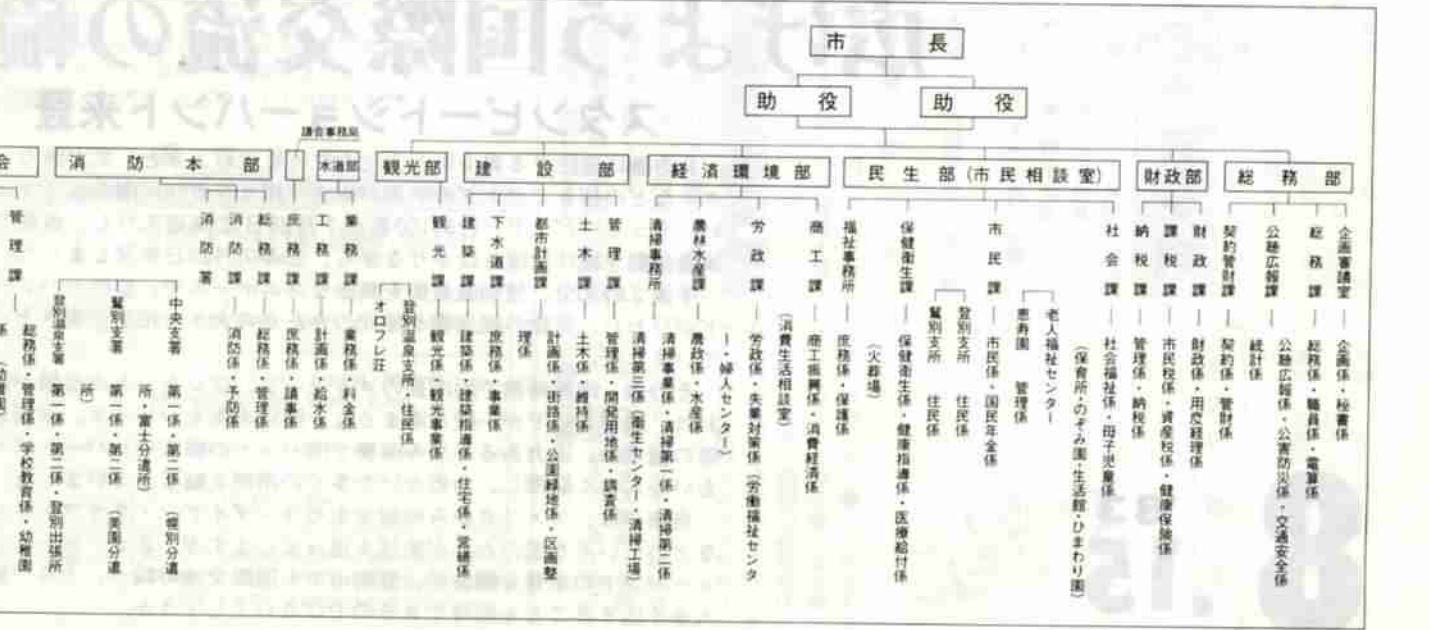 市長
助役　助役
総務部
企画審議室｜企画係・秘書係
総務課｜総務係・職員係・電算係
公聴広報課｜公聴広報係・公害防災係・交通安全係
統計係
契約管財課｜契約係・管財係
財政部
財政課｜財政係・用度経理係
課税課｜市民税係・資産税係・健康保険係
納税課｜管理係・納税係
民生部(市民相談室)
社会課｜社会福祉係・母子児童係
(保育所・のぞみ園・生活館・ひまわり園)
老人福祉センター
恵寿園　管理係
市民課｜市民係・国民年金係
登別支所　住民係
鷲別支所　住民係
保健衛生課｜保健衛生係・健康指導係・医療給付係
(火葬場)
福祉事務所｜庶務係・保護係
経済環境部
商工課｜商工振興係・消費経済係
(消費生活相談室)
労政課｜労政係・失業対策係(労働福祉センタ
ー・婦人センター)
農林水産課｜農政係・水産係
清掃事務所｜清掃事業係・清掃第一係・清掃第二係
清掃第三係(衛生センター・清掃工場)
建設部
管理課｜管理係・開発用地係・調査係
土木課｜土木係・維持係
都市計画課｜計画係・街路係・公園緑地係・区画整
理係
下水道課｜庶務係・事業係
建築課｜建築係・建築指導係・住宅係・営繕係
観光部
観光課｜観光係・観光事業係
登別温泉支所・住民係
オロフレ荘
水道部
業務課｜業務係・料金係
工務課｜計画係・給水係
議会事務局
庶務課｜庶務係・議事係
消防本部
総務課｜総務係・管理係
消防課｜消防係・予防係
消防署
中央支署　第一係・第二係　(幌別分遣
所・富士分遣所)
鷲別支署　第一係・第二係　(美園分遣
所)
登別温泉支署　第一係・第二係・登別出張所
会
管理課｜総務係・管理係・学校教育係・幼稚園
係　(幼稚園)